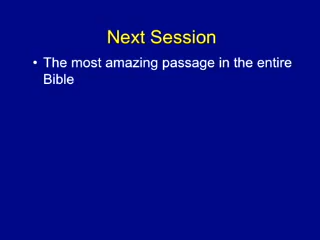 Next Session
• The most amazing passage in the entire
Bible